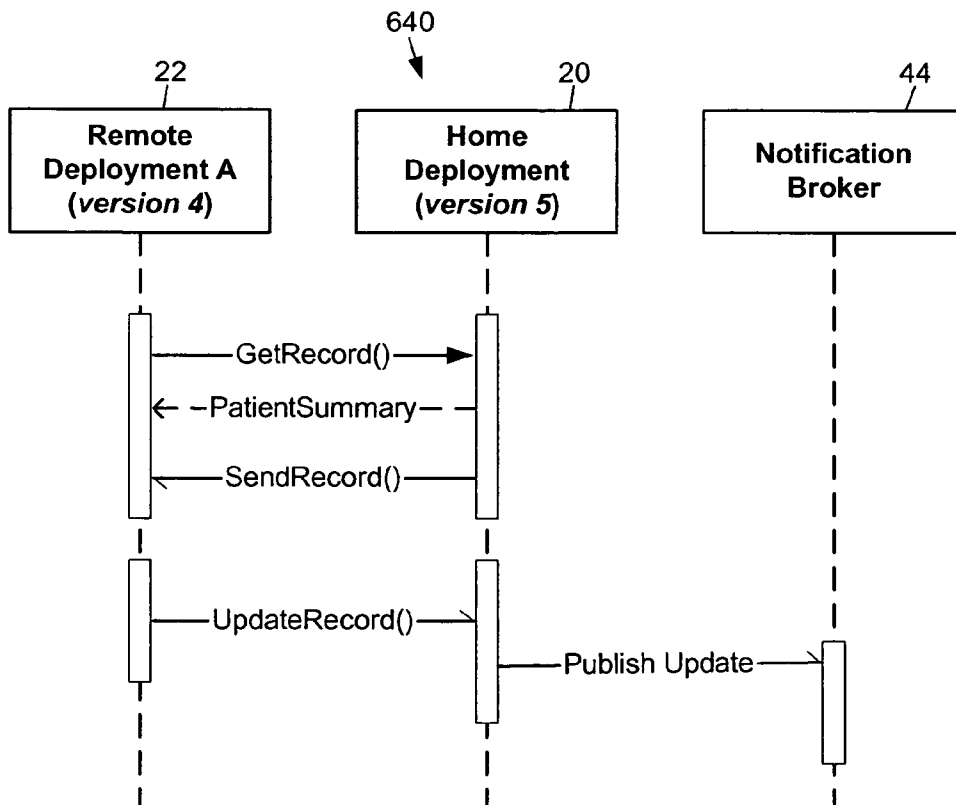 640
22
20
44
Remote
Deployment A
(version 4)
Home
Deployment
(version 5)
Notification
Broker
GetRecord()
PatientSummary
SendRecord()
UpdateRecord()
Publish Update